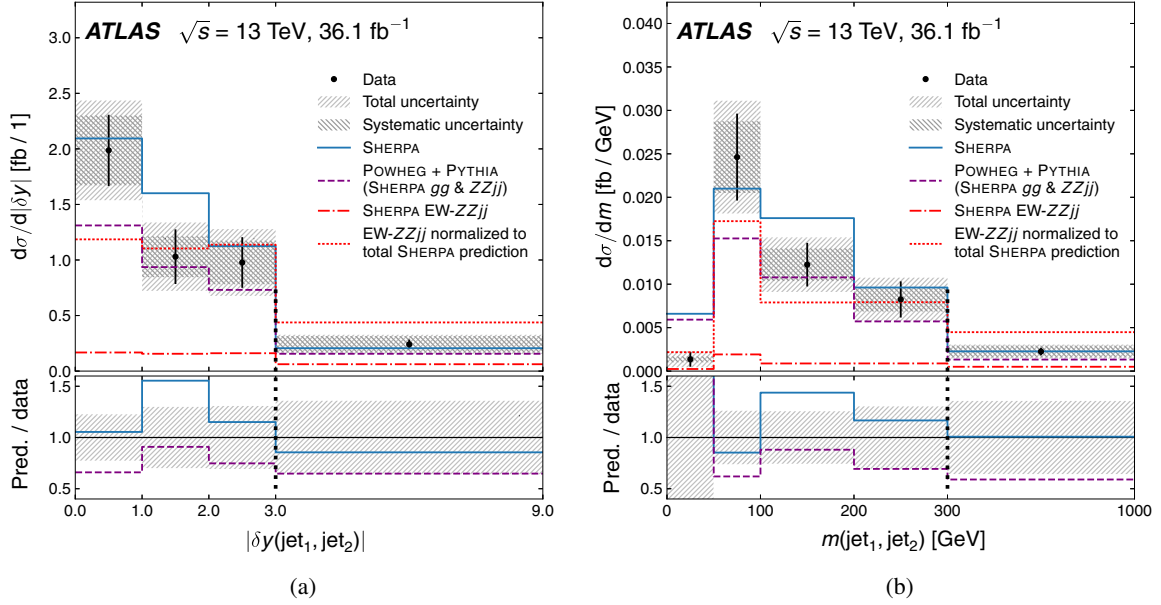 ATLAS √s = 13 TeV, 36.1 fb⁻¹
dσ/d|δy| [fb / 1]
3.0
2.5
2.0
1.5
1.0
0.5
0.0
Data
Total uncertainty
Systematic uncertainty
SHERPA
POWHEG + PYTHIA
(SHERPA gg & ZZjj)
SHERPA EW-ZZjj
EW-ZZjj normalized to
total SHERPA prediction
Pred. / data
1.5
1.0
0.5
0.0 1.0 2.0 3.0 9.0
|δy(jet₁, jet₂)|
(a)
ATLAS √s = 13 TeV, 36.1 fb⁻¹
dσ/dm [fb / GeV]
0.040
0.035
0.030
0.025
0.020
0.015
0.010
0.005
0.000
Data
Total uncertainty
Systematic uncertainty
SHERPA
POWHEG + PYTHIA
(SHERPA gg & ZZjj)
SHERPA EW-ZZjj
EW-ZZjj normalized to
total SHERPA prediction
Pred. / data
1.5
1.0
0.5
0 50 100 200 300 1000
m(jet₁, jet₂) [GeV]
(b)